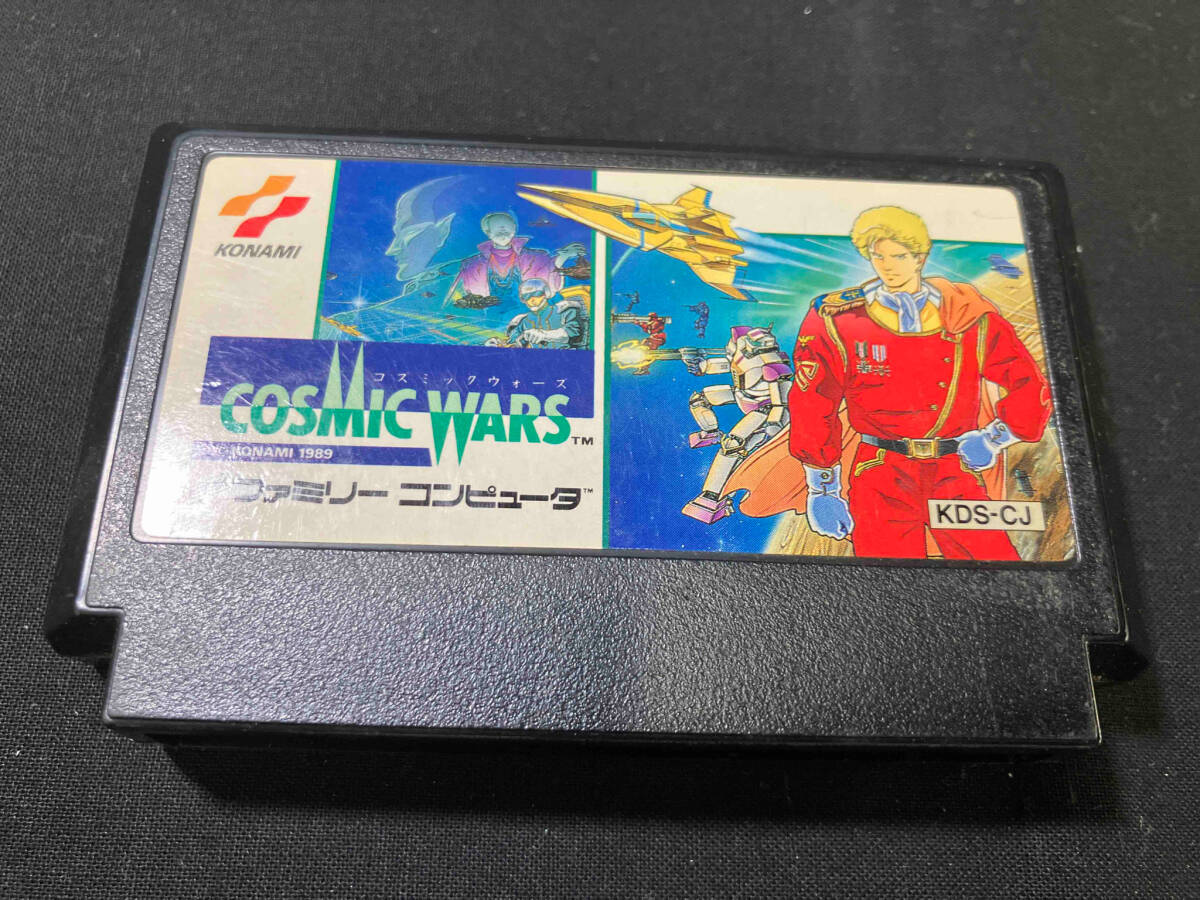 KONAMI
コズミックウォーズ
COSMIC WARS™
© KONAMI 1989
ファミリー コンピュータ™
KDS-CJ